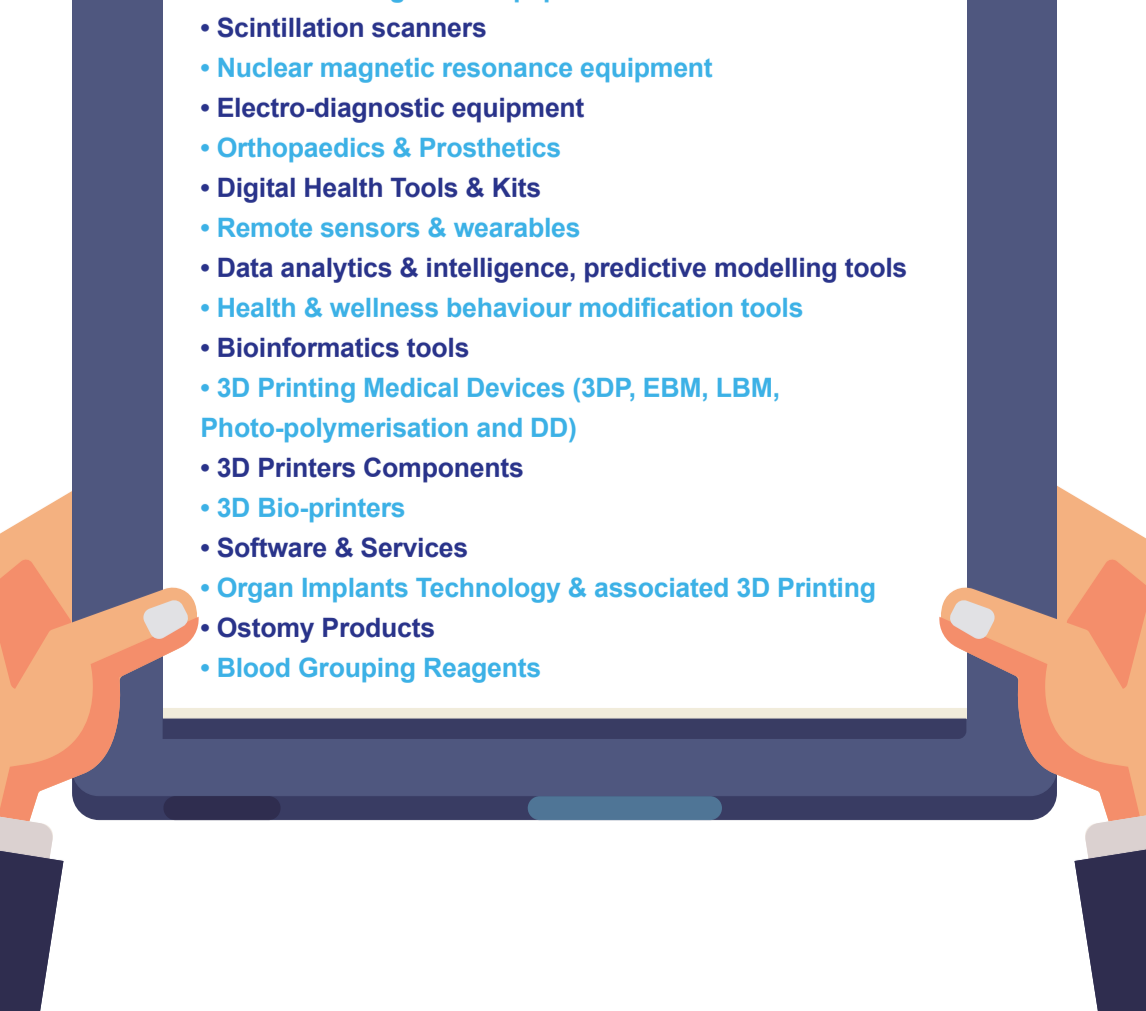 • Scintillation scanners
• Nuclear magnetic resonance equipment
• Electro-diagnostic equipment
• Orthopaedics & Prosthetics
• Digital Health Tools & Kits
• Remote sensors & wearables
• Data analytics & intelligence, predictive modelling tools
• Health & wellness behaviour modification tools
• Bioinformatics tools
• 3D Printing Medical Devices (3DP, EBM, LBM,
Photo-polymerisation and DD)
• 3D Printers Components
• 3D Bio-printers
• Software & Services
• Organ Implants Technology & associated 3D Printing
• Ostomy Products
• Blood Grouping Reagents